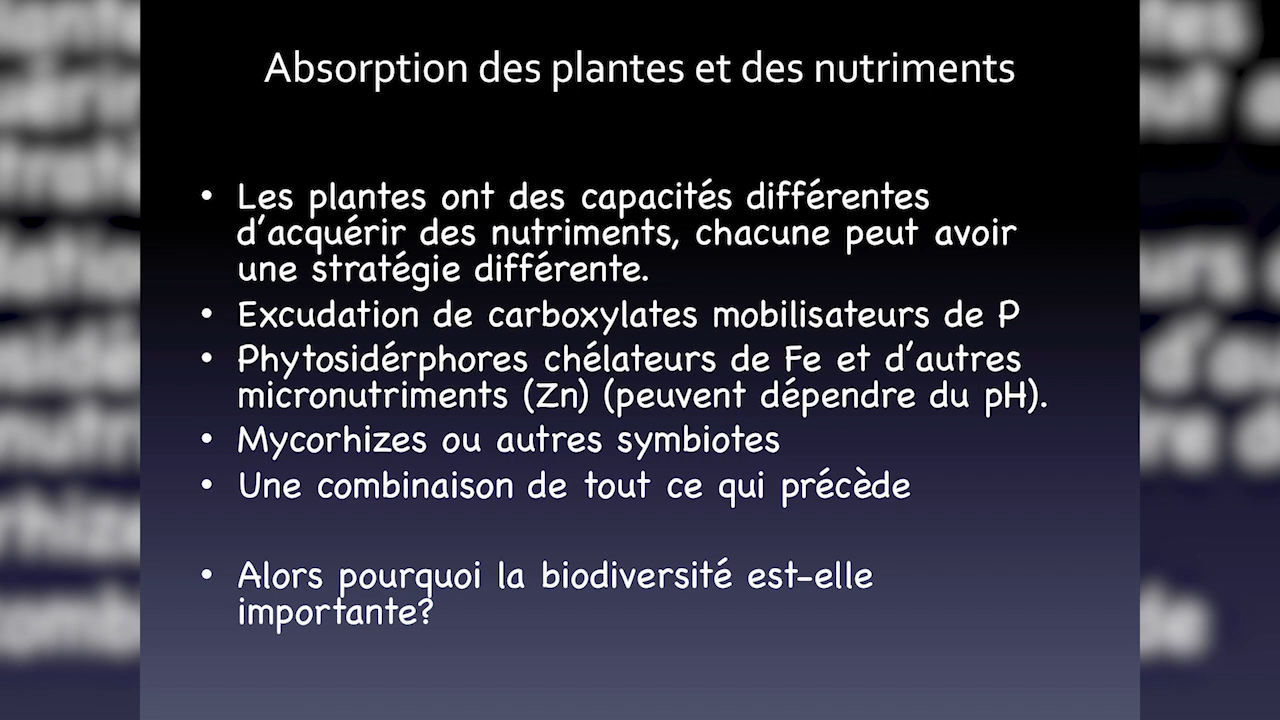 Absorption des plantes et des nutriments
• Les plantes ont des capacités différentes
d’acquérir des nutriments, chacune peut avoir
une stratégie différente.
• Excudation de carboxylates mobilisateurs de P
• Phytosidérphores chélateurs de Fe et d’autres
micronutriments (Zn) (peuvent dépendre du pH).
• Mycorhizes ou autres symbiotes
• Une combinaison de tout ce qui précède
• Alors pourquoi la biodiversité est-elle
importante?